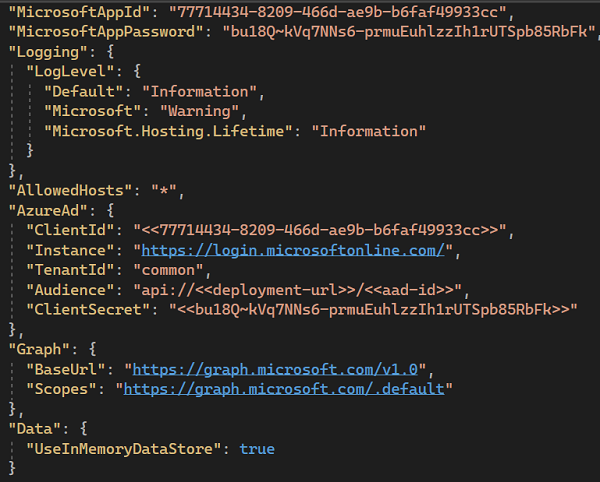 "MicrosoftAppId": "77714434-8209-466d-ae9b-b6faf49933cc",
"MicrosoftAppPassword": "bu18Q~kVq7NNs6-prmuEuhlzzIh1rUTSpb85RbFk",
"Logging": {
"LogLevel": {
"Default": "Information",
"Microsoft": "Warning",
"Microsoft.Hosting.Lifetime": "Information"
}
},
"AllowedHosts": "*",
"AzureAd": {
"ClientId": "<<77714434-8209-466d-ae9b-b6faf49933cc>>",
"Instance": "https://login.microsoftonline.com/",
"TenantId": "common",
"Audience": "api://<<deployment-url>>/<<aad-id>>",
"ClientSecret": "<<bu18Q~kVq7NNs6-prmuEuhlzzIh1rUTSpb85RbFk>>"
},
"Graph": {
"BaseUrl": "https://graph.microsoft.com/v1.0",
"Scopes": "https://graph.microsoft.com/.default"
},
"Data": {
"UseInMemoryDataStore": true
}